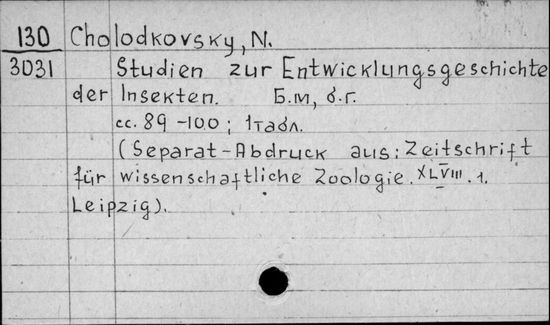 130 Cholodkovsky, N.
3031 Studien zur Entwicklungsgeschichte
der Insekten. Б.м, б.г.
cc. 89-100; 1табл.
(Separat-Abdruck aus: Zeitschrift
für wissenschaftliche Zoologie. XLVIII. 1.
Leipzig).